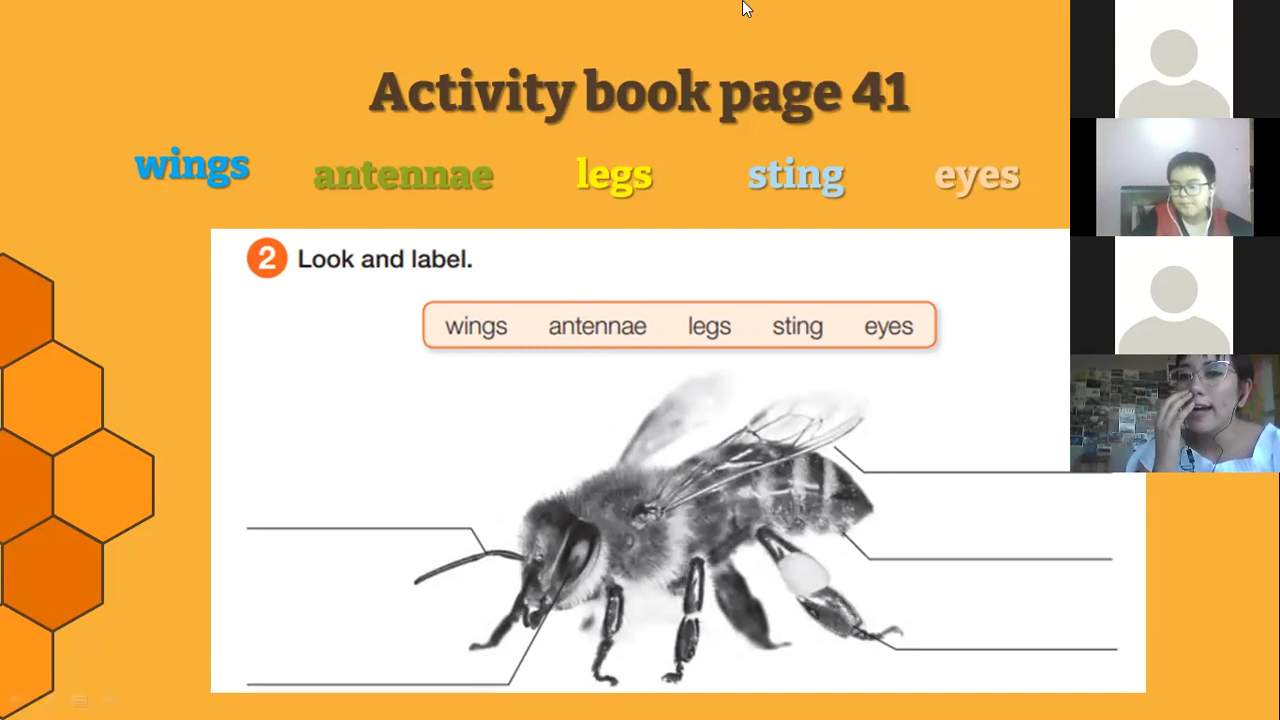 Activity book page 41
wings antennae legs sting eyes
2 Look and label.
wings antennae legs sting eyes